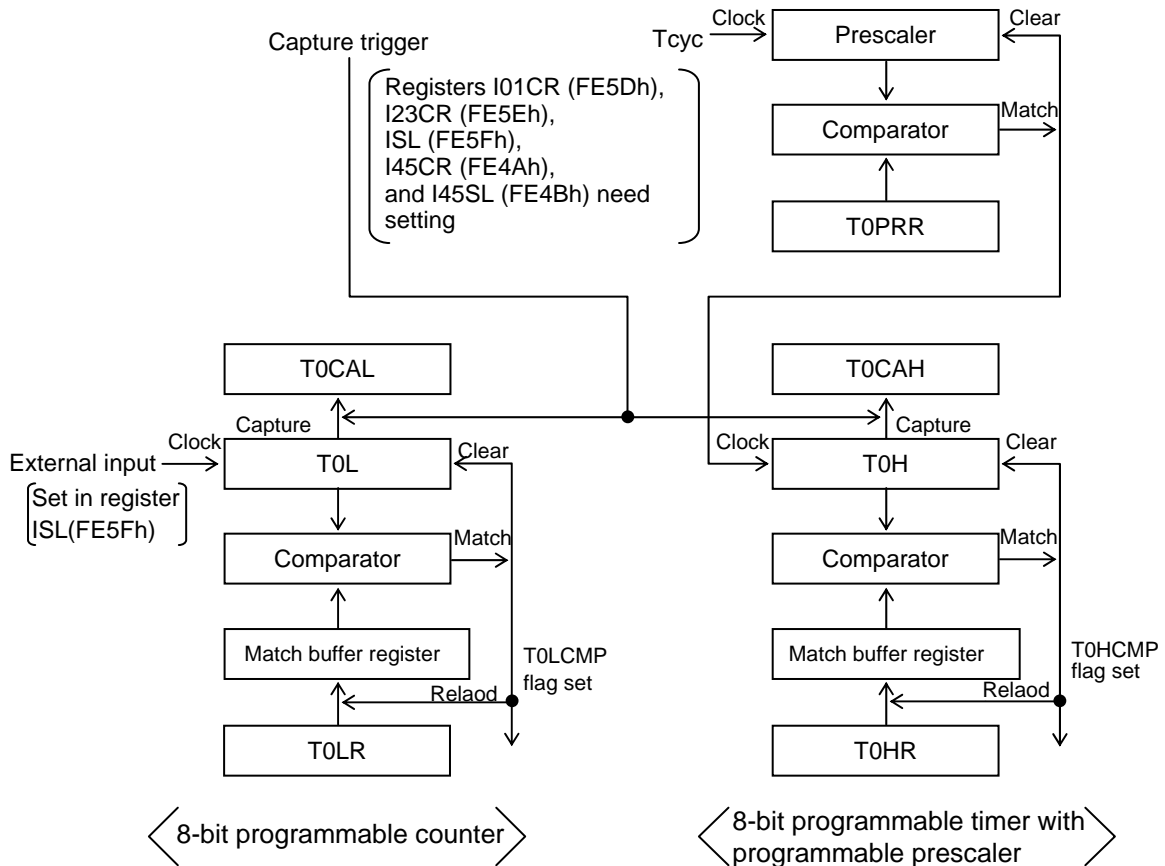 Capture trigger
Tcyc
Clock
Prescaler
Clear
Registers I01CR (FE5Dh),
I23CR (FE5Eh),
ISL (FE5Fh),
I45CR (FE4Ah),
and I45SL (FE4Bh) need
setting
Comparator
Match
T0PRR
T0CAL
T0CAH
Capture
Capture
External input
Clock
T0L
Clear
Clock
T0H
Clear
Set in register
ISL(FE5Fh)
Comparator
Match
Comparator
Match
Match buffer register
T0LCMP
flag set
Match buffer register
T0HCMP
flag set
Relaod
Relaod
T0LR
T0HR
8-bit programmable counter
8-bit programmable timer with
programmable prescaler